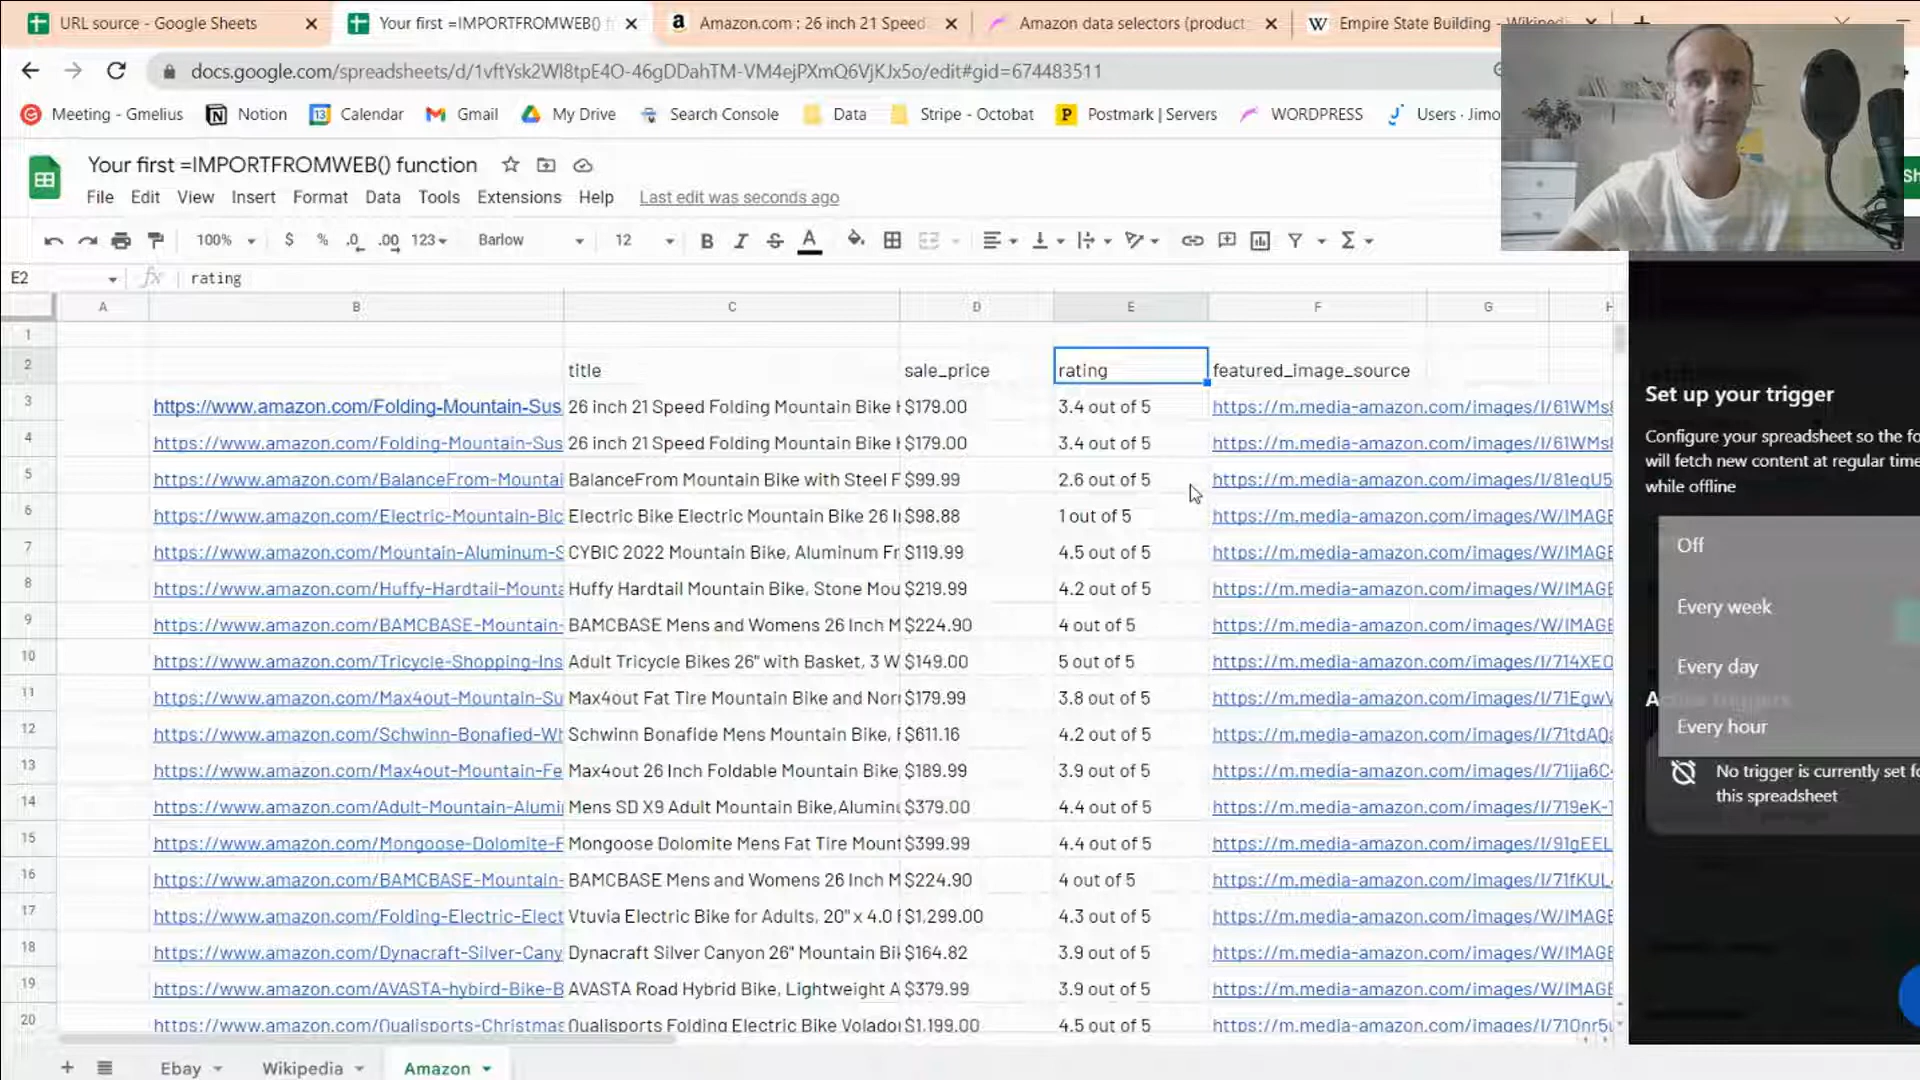 URL source - Google Sheets
Your first =IMPORTFROMWEB() f
Amazon.com : 26 inch 21 Speed
Amazon data selectors (product
Empire State Building - Wikiped
docs.google.com/spreadsheets/d/1vftYsk2Wl8tpE4O-46gDDahTM-VM4ejPXmQ6VjKJx5o/edit#gid=674483511
Meeting - Gmelius Notion Calendar Gmail My Drive Search Console Data Stripe - Octobat Postmark | Servers WORDPRESS Users · Jimo
Your first =IMPORTFROMWEB() function
Sh
File Edit View Insert Format Data Tools Extensions Help Last edit was seconds ago
100% $ % .0 .00 123 Barlow 12 B I S A
E2 fx rating
A B C D E F G H
1
2 title sale_price rating featured_image_source
3 https://www.amazon.com/Folding-Mountain-Sus 26 inch 21 Speed Folding Mountain Bike $179.00 3.4 out of 5 https://m.media-amazon.com/images/I/61WMs
4 https://www.amazon.com/Folding-Mountain-Sus 26 inch 21 Speed Folding Mountain Bike $179.00 3.4 out of 5 https://m.media-amazon.com/images/I/61WMs
5 https://www.amazon.com/BalanceFrom-Mountai BalanceFrom Mountain Bike with Steel F $99.99 2.6 out of 5 https://m.media-amazon.com/images/I/81eqU5
6 https://www.amazon.com/Electric-Mountain-Bic Electric Bike Electric Mountain Bike 26 I $98.88 1 out of 5 https://m.media-amazon.com/images/W/IMAGE
7 https://www.amazon.com/Mountain-Aluminum-S CYBIC 2022 Mountain Bike, Aluminum Fr $119.99 4.5 out of 5 https://m.media-amazon.com/images/W/IMAGE
8 https://www.amazon.com/Huffy-Hardtail-Mounta Huffy Hardtail Mountain Bike, Stone Mou $219.99 4.2 out of 5 https://m.media-amazon.com/images/W/IMAGE
9 https://www.amazon.com/BAMCBASE-Mountain- BAMCBASE Mens and Womens 26 Inch M $224.90 4 out of 5 https://m.media-amazon.com/images/W/IMAGE
10 https://www.amazon.com/Tricycle-Shopping-Ins Adult Tricycle Bikes 26" with Basket, 3 W $149.00 5 out of 5 https://m.media-amazon.com/images/I/714XEO
11 https://www.amazon.com/Max4out-Mountain-Su Max4out Fat Tire Mountain Bike and Nor $179.99 3.8 out of 5 https://m.media-amazon.com/images/I/71EgwV
12 https://www.amazon.com/Schwinn-Bonafied-Wh Schwinn Bonafide Mens Mountain Bike, F $611.16 4.2 out of 5 https://m.media-amazon.com/images/I/71tdAQ
13 https://www.amazon.com/Max4out-Mountain-Fe Max4out 26 Inch Foldable Mountain Bike, $189.99 3.9 out of 5 https://m.media-amazon.com/images/I/71ija6C
14 https://www.amazon.com/Adult-Mountain-Alumi Mens SD X9 Adult Mountain Bike,Alumin $379.00 4.4 out of 5 https://m.media-amazon.com/images/I/719eK-
15 https://www.amazon.com/Mongoose-Dolomite-F Mongoose Dolomite Mens Fat Tire Mount $399.99 4.4 out of 5 https://m.media-amazon.com/images/I/91gEEL
16 https://www.amazon.com/BAMCBASE-Mountain- BAMCBASE Mens and Womens 26 Inch M $224.90 4 out of 5 https://m.media-amazon.com/images/I/71fKUL
17 https://www.amazon.com/Folding-Electric-Elect Vtuvia Electric Bike for Adults, 20" x 4.0 $1,299.00 4.3 out of 5 https://m.media-amazon.com/images/W/IMAGE
18 https://www.amazon.com/Dynacraft-Silver-Cany Dynacraft Silver Canyon 26" Mountain Bi $164.82 3.9 out of 5 https://m.media-amazon.com/images/W/IMAGE
19 https://www.amazon.com/AVASTA-hybird-Bike-B AVASTA Road Hybrid Bike, Lightweight A $379.99 3.9 out of 5 https://m.media-amazon.com/images/W/IMAGE
20 https://www.amazon.com/Qualisports-Christmas Qualisports Folding Electric Bike Volado $1,199.00 4.5 out of 5 https://m.media-amazon.com/images/I/710nr5
Set up your trigger
Configure your spreadsheet so the fo
will fetch new content at regular time
while offline
Off
Every week
Every day
Active triggers
Every hour
No trigger is currently set fo
this spreadsheet
Ebay Wikipedia Amazon